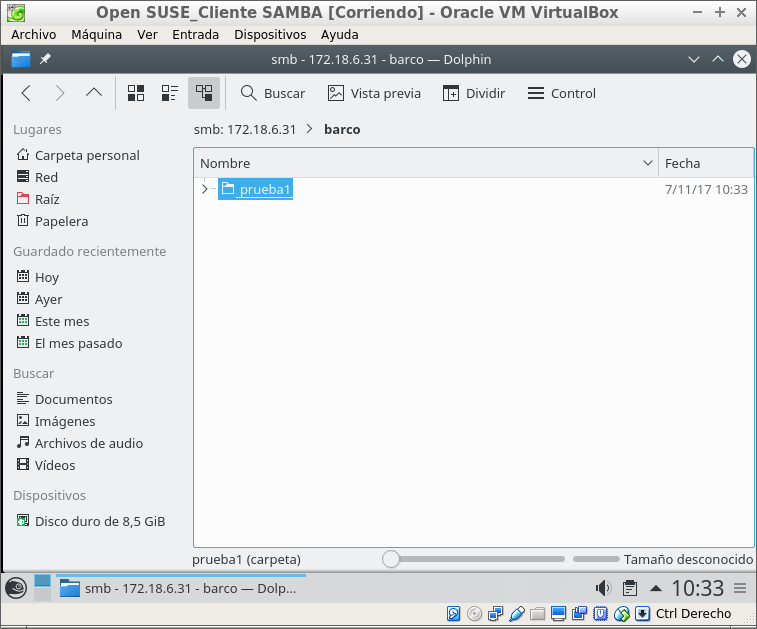 Open SUSE_Cliente SAMBA [Corriendo] - Oracle VM VirtualBox
Archivo Máquina Ver Entrada Dispositivos Ayuda
smb - 172.18.6.31 - barco — Dolphin
Buscar Vista previa Dividir Control
Lugares
Carpeta personal
Red
Raíz
Papelera
Guardado recientemente
Hoy
Ayer
Este mes
El mes pasado
Buscar
Documentos
Imágenes
Archivos de audio
Vídeos
Dispositivos
Disco duro de 8,5 GiB
smb: 172.18.6.31 > barco
Nombre Fecha
prueba1 7/11/17 10:33
prueba1 (carpeta) Tamaño desconocido
smb - 172.18.6.31 - barco — Dolp... 10:33
Ctrl Derecho